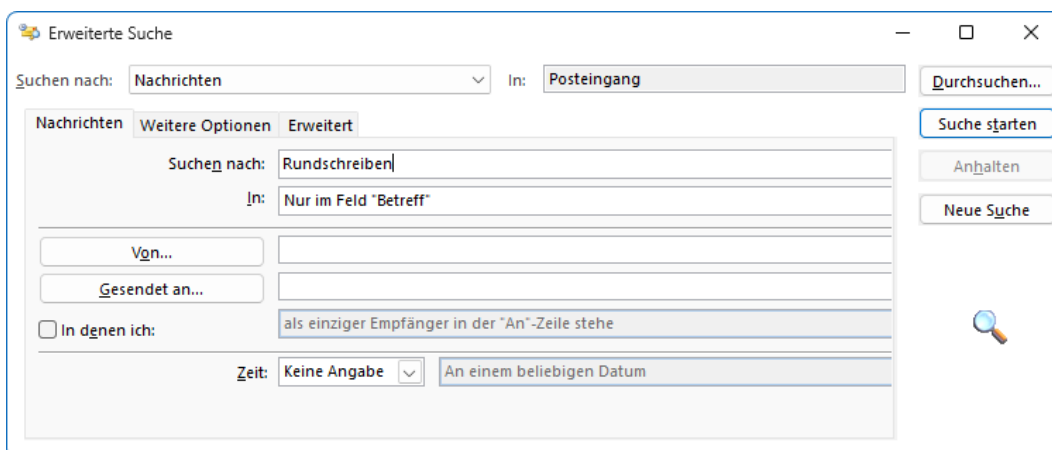 Erweiterte Suche
Suchen nach: Nachrichten In: Posteingang Durchsuchen...
Nachrichten Weitere Optionen Erweitert Suche starten
Suchen nach: Rundschreiben Anhalten
In: Nur im Feld "Betreff" Neue Suche
Von...
Gesendet an...
In denen ich: als einziger Empfänger in der "An"-Zeile stehe
Zeit: Keine Angabe An einem beliebigen Datum